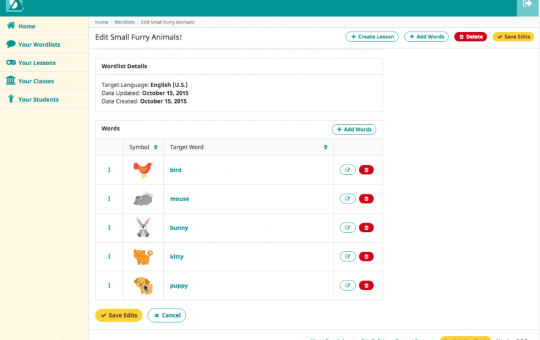 Home / Wordlists / Edit Small Furry Animals!
Edit Small Furry Animals!
+ Create Lesson
+ Add Words
Delete
✓ Save Edits
Home
Your Wordlists
Your Lessons
Your Classes
Your Students
Wordlist Details
Target Language: English (U.S.)
Date Updated: October 15, 2015
Date Created: October 15, 2015
Words
+ Add Words
Symbol
Target Word
bird
mouse
bunny
kitty
puppy
✓ Save Edits
× Cancel